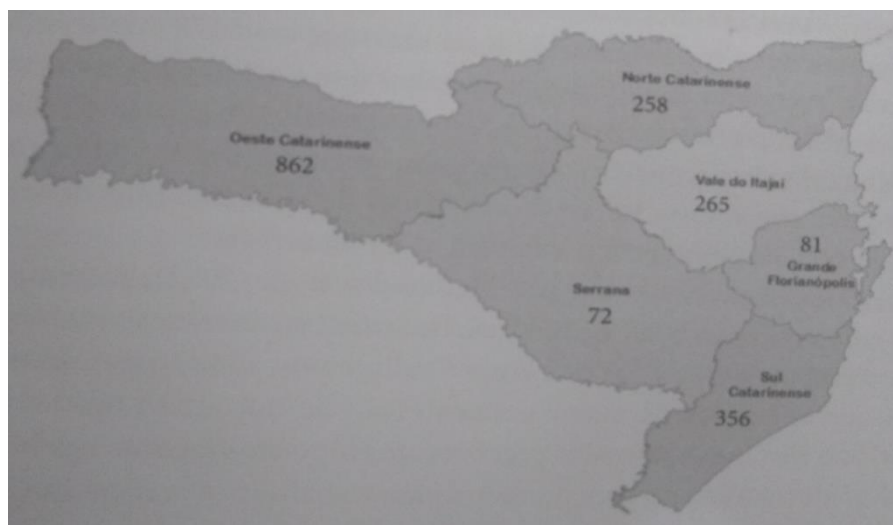 Norte Catarinense
258
Oeste Catarinense
862
Vale do Itajaí
265
81
Grande
Florianópolis
Serrana
72
Sul
Catarinense
356